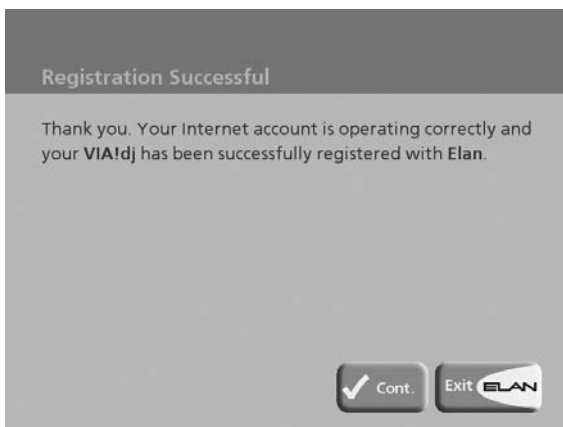 Registration Successful
Thank you. Your Internet account is operating correctly and
your VIA!dj has been successfully registered with Elan.
Cont.
Exit ELAN